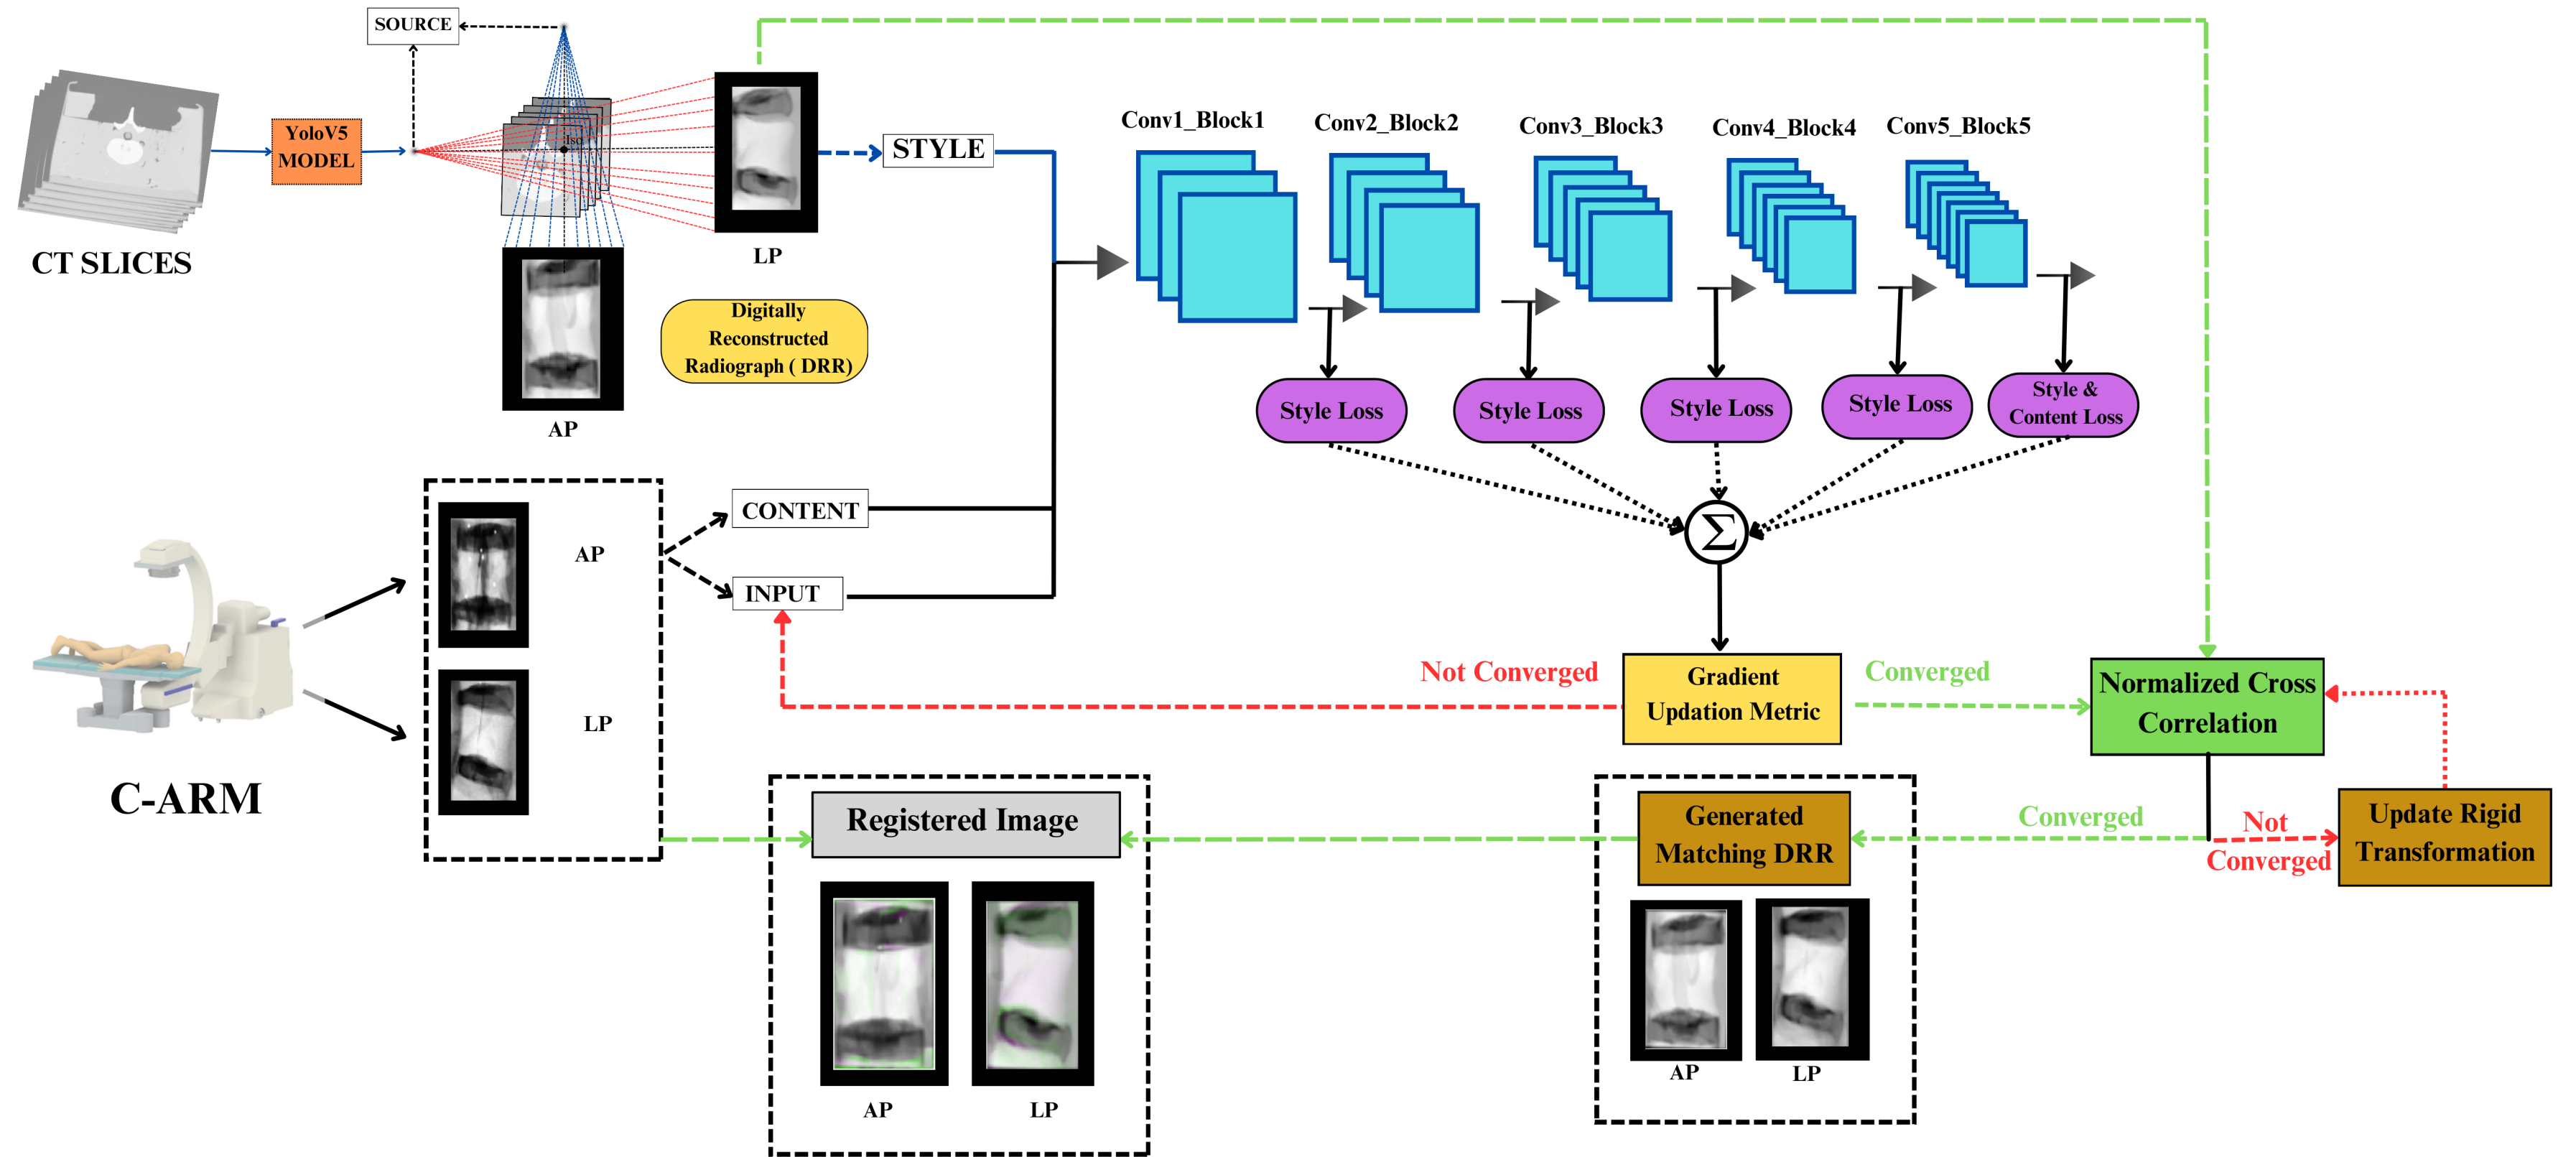 SOURCE
YoloV5
MODEL
CT SLICES
LP
AP
Digitally
Reconstructed
Radiograph ( DRR)
STYLE
Conv1_Block1
Conv2_Block2
Conv3_Block3
Conv4_Block4
Conv5_Block5
Style Loss
Style Loss
Style Loss
Style Loss
Style &
Content Loss
Σ
CONTENT
INPUT
AP
LP
C-ARM
Not Converged
Gradient
Updation Metric
Converged
Normalized Cross
Correlation
Not
Converged
Update Rigid
Transformation
Converged
Generated
Matching DRR
AP
LP
Registered Image
AP
LP